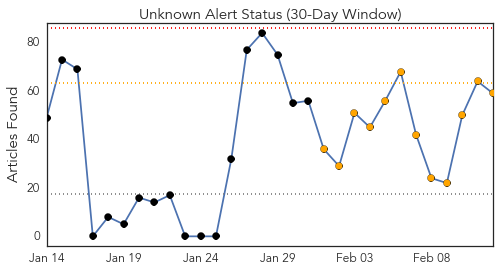 Unknown Alert Status (30-Day Window)
Articles Found
80
60
40
20
0
Jan 14 Jan 19 Jan 24 Jan 29 Feb 03 Feb 08